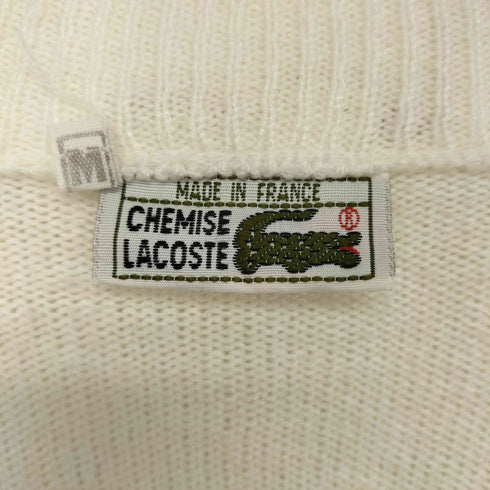 M
MADE IN FRANCE
CHEMISE
LACOSTE
®